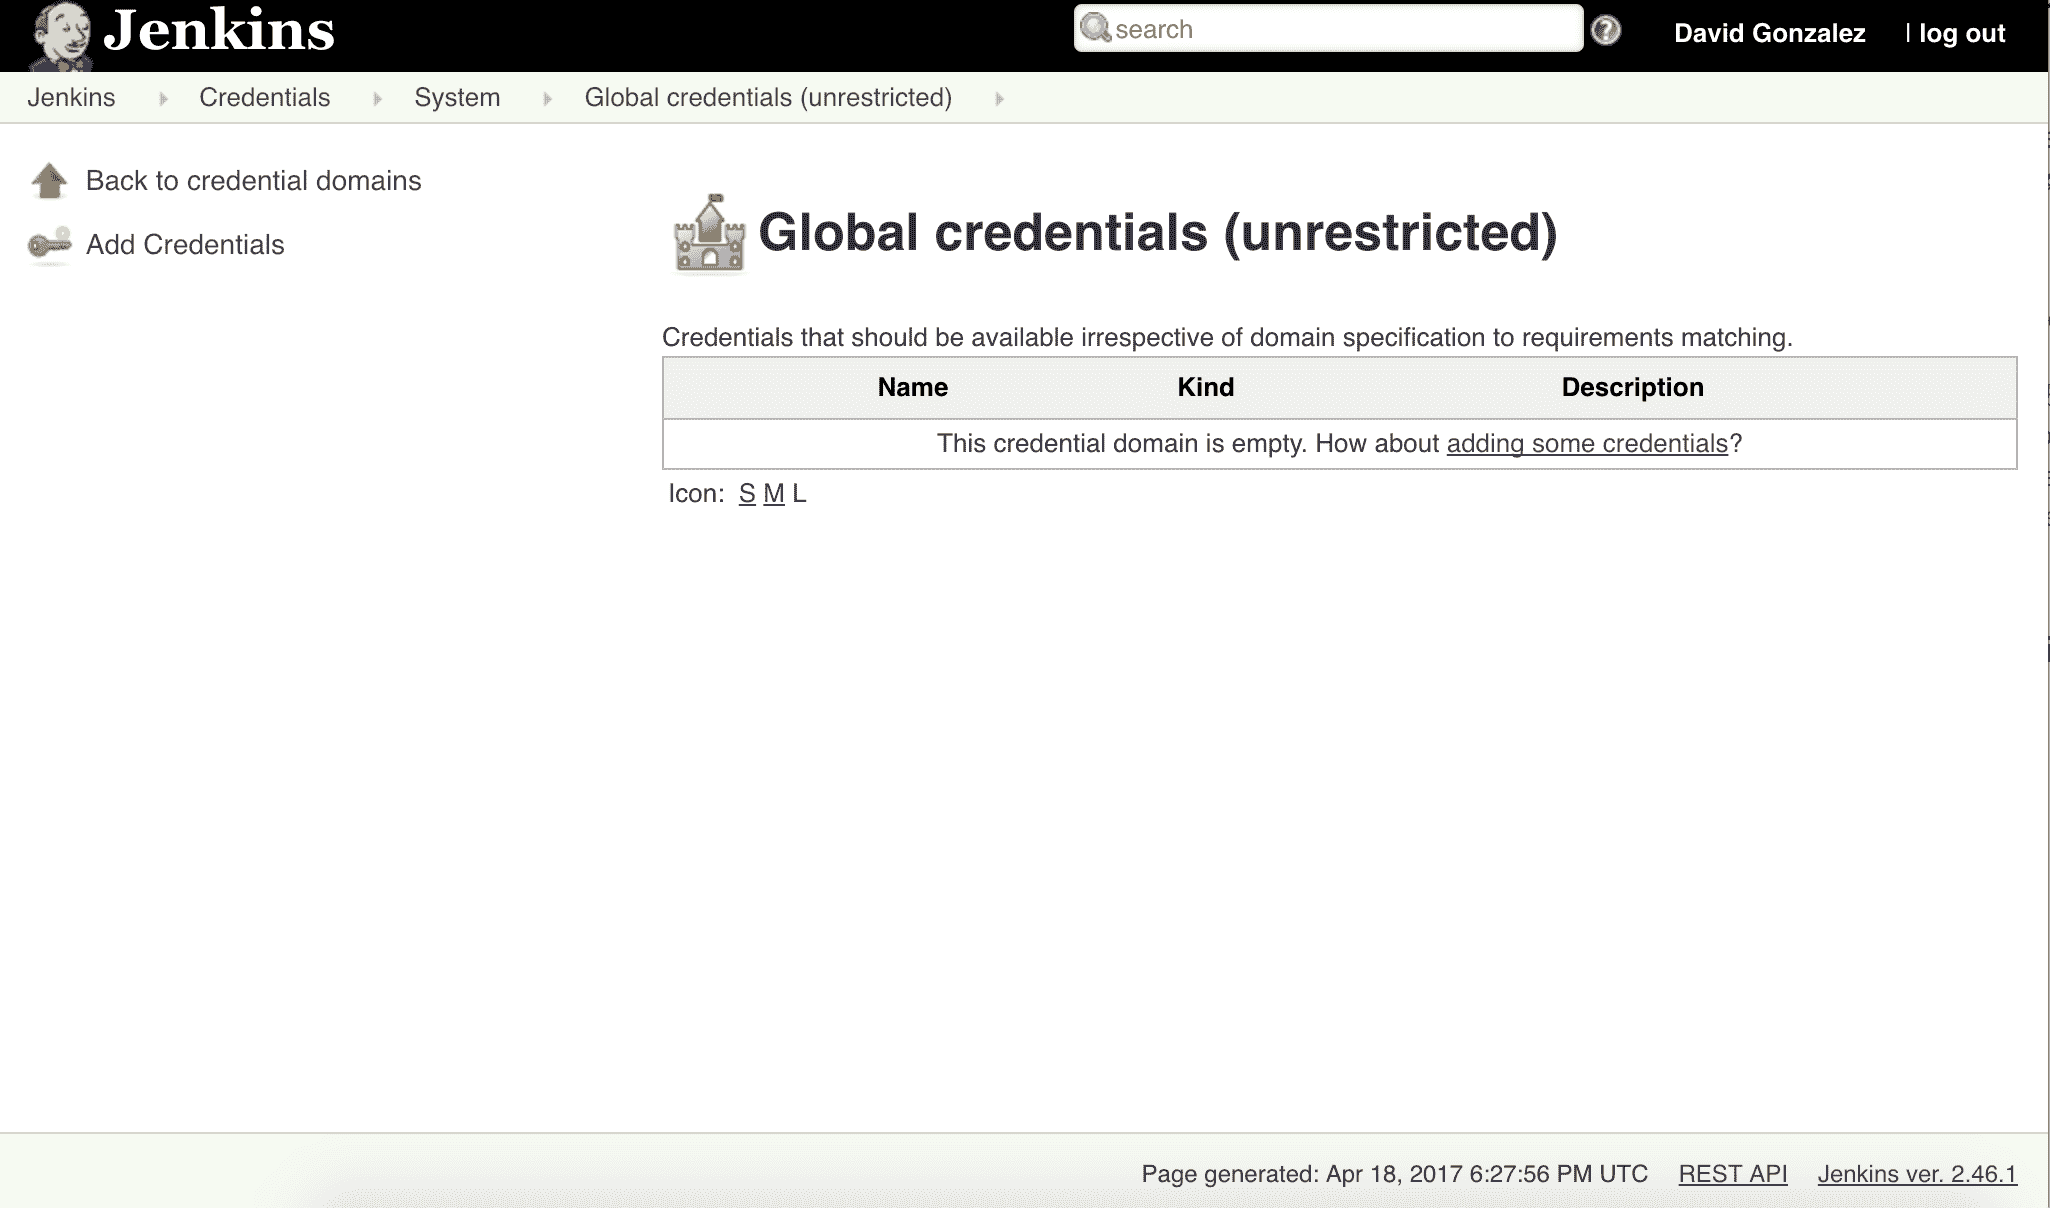 Jenkins
search
David Gonzalez | log out
Jenkins Credentials System Global credentials (unrestricted)
Back to credential domains
Add Credentials
Global credentials (unrestricted)
Credentials that should be available irrespective of domain specification to requirements matching.
Name Kind Description
This credential domain is empty. How about adding some credentials?
Icon: S M L
Page generated: Apr 18, 2017 6:27:56 PM UTC REST API Jenkins ver. 2.46.1